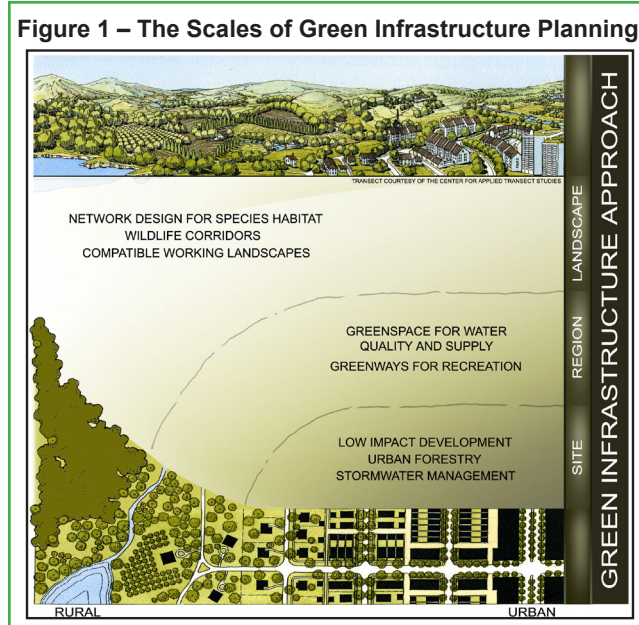 Figure 1 – The Scales of Green Infrastructure Planning
TRANSECT COURTESY OF THE CENTER FOR APPLIED TRANSECT STUDIES
NETWORK DESIGN FOR SPECIES HABITAT
WILDLIFE CORRIDORS
COMPATIBLE WORKING LANDSCAPES
GREENSPACE FOR WATER
QUALITY AND SUPPLY
GREENWAYS FOR RECREATION
LOW IMPACT DEVELOPMENT
URBAN FORESTRY
STORMWATER MANAGEMENT
LANDSCAPE
REGION
SITE
GREEN INFRASTRUCTURE APPROACH
RURAL
URBAN